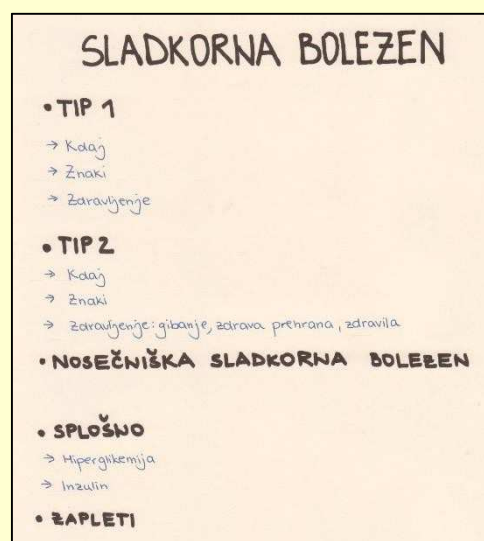 SLADKORNA BOLEZEN
• TIP 1
→ Kdaj
→ Znaki
→ Zdravljenje
• TIP 2
→ Kdaj
→ Znaki
→ Zdravljenje: gibanje, zdrava prehrana, zdravila
• NOSEČNIŠKA SLADKORNA BOLEZEN
• SPLOŠNO
→ Hiperglikemija
→ Inzulin
• ZAPLETI